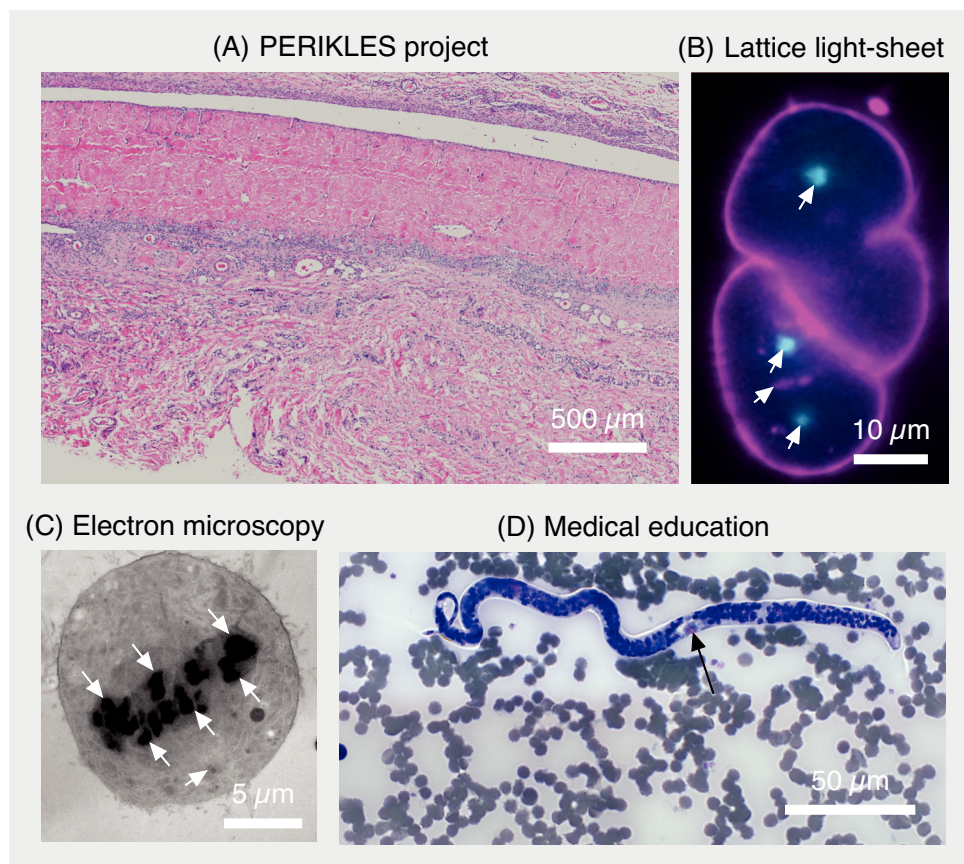 (A) PERIKLES project
(B) Lattice light-sheet
500 µm
10 µm
(C) Electron microscopy
(D) Medical education
5 µm
50 µm